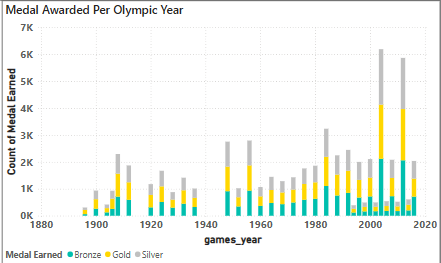 Medal Awarded Per Olympic Year
7K
6K
5K
4K
3K
2K
1K
0K
Count of Medal Earned
1880 1900 1920 1940 1960 1980 2000 2020
games_year
Medal Earned Bronze Gold Silver